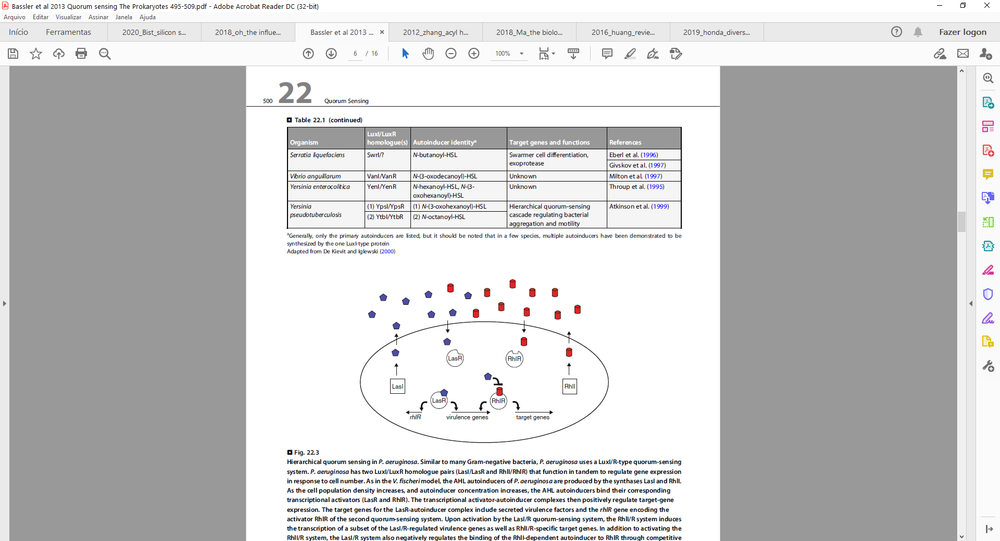 Bassler et al 2013 Quorum sensing The Prokaryotes 495-509.pdf - Adobe Acrobat Reader DC (32-bit)
Arquivo Editar Visualizar Assinar Janela Ajuda
Início Ferramentas 2020_Bist_silicon s... 2018_oh_the influe... Bassler et al 2013 ... × 2012_zhang_acyl h... 2018_Ma_the biolo... 2016_huang_revie... 2019_honda_divers... Fazer logon
6 / 16 100%
500 22 Quorum Sensing
Table 22.1 (continued)
Organism LuxI/LuxR homologue(s) Autoinducer identityᵃ Target genes and functions References
Serratia liquefaciens SwrI/? N-butanoyl-HSL Swarmer cell differentiation, Eberl et al. (1996)
exoprotease Givskov et al. (1997)
Vibrio anguillarum VanI/VanR N-(3-oxodecanoyl)-HSL Unknown Milton et al. (1997)
Yersinia enterocolitica YenI/YenR N-hexanoyl-HSL, N-(3- Unknown Throup et al. (1995)
oxohexanoyl)-HSL
Yersinia (1) YpsI/YpsR (1) N-(3-oxohexanoyl)-HSL Hierarchical quorum-sensing Atkinson et al. (1999)
pseudotuberculosis (2) YtbI/YtbR (2) N-octanoyl-HSL cascade regulating bacterial
aggregation and motility
ᵃGenerally, only the primary autoinducers are listed, but it should be noted that in a few species, multiple autoinducers have been demonstrated to be
synthesized by the one LuxI-type protein
Adapted from De Kievit and Iglewski (2000)
LasR RhlR
LasI RhlI
LasR RhlR
rhlR virulence genes target genes
Fig. 22.3
Hierarchical quorum sensing in P. aeruginosa. Similar to many Gram-negative bacteria, P. aeruginosa uses a LuxI/R-type quorum-sensing
system. P. aeruginosa has two LuxI/LuxR homologue pairs (LasI/LasR and RhlI/RhlR) that function in tandem to regulate gene expression
in response to cell number. As in the V. fischeri model, the AHL autoinducers of P. aeruginosa are produced by the synthases LasI and RhlI.
As the cell population density increases, and autoinducer concentration increases, the AHL autoinducers bind their corresponding
transcriptional activators (LasR and RhlR). The transcriptional activator-autoinducer complexes then positively regulate target-gene
expression. The target genes for the LasR-autoinducer complex include secreted virulence factors and the rhlR gene encoding the
activator RhlR of the second quorum-sensing system. Upon activation by the LasI/R quorum-sensing system, the RhlI/R system induces
the transcription of a subset of the LasI/R-regulated virulence genes as well as RhlI/R-specific target genes. In addition to activating the
RhlI/R system, the LasI/R system also negatively regulates the binding of the RhlI-dependent autoinducer to RhlR through competitive